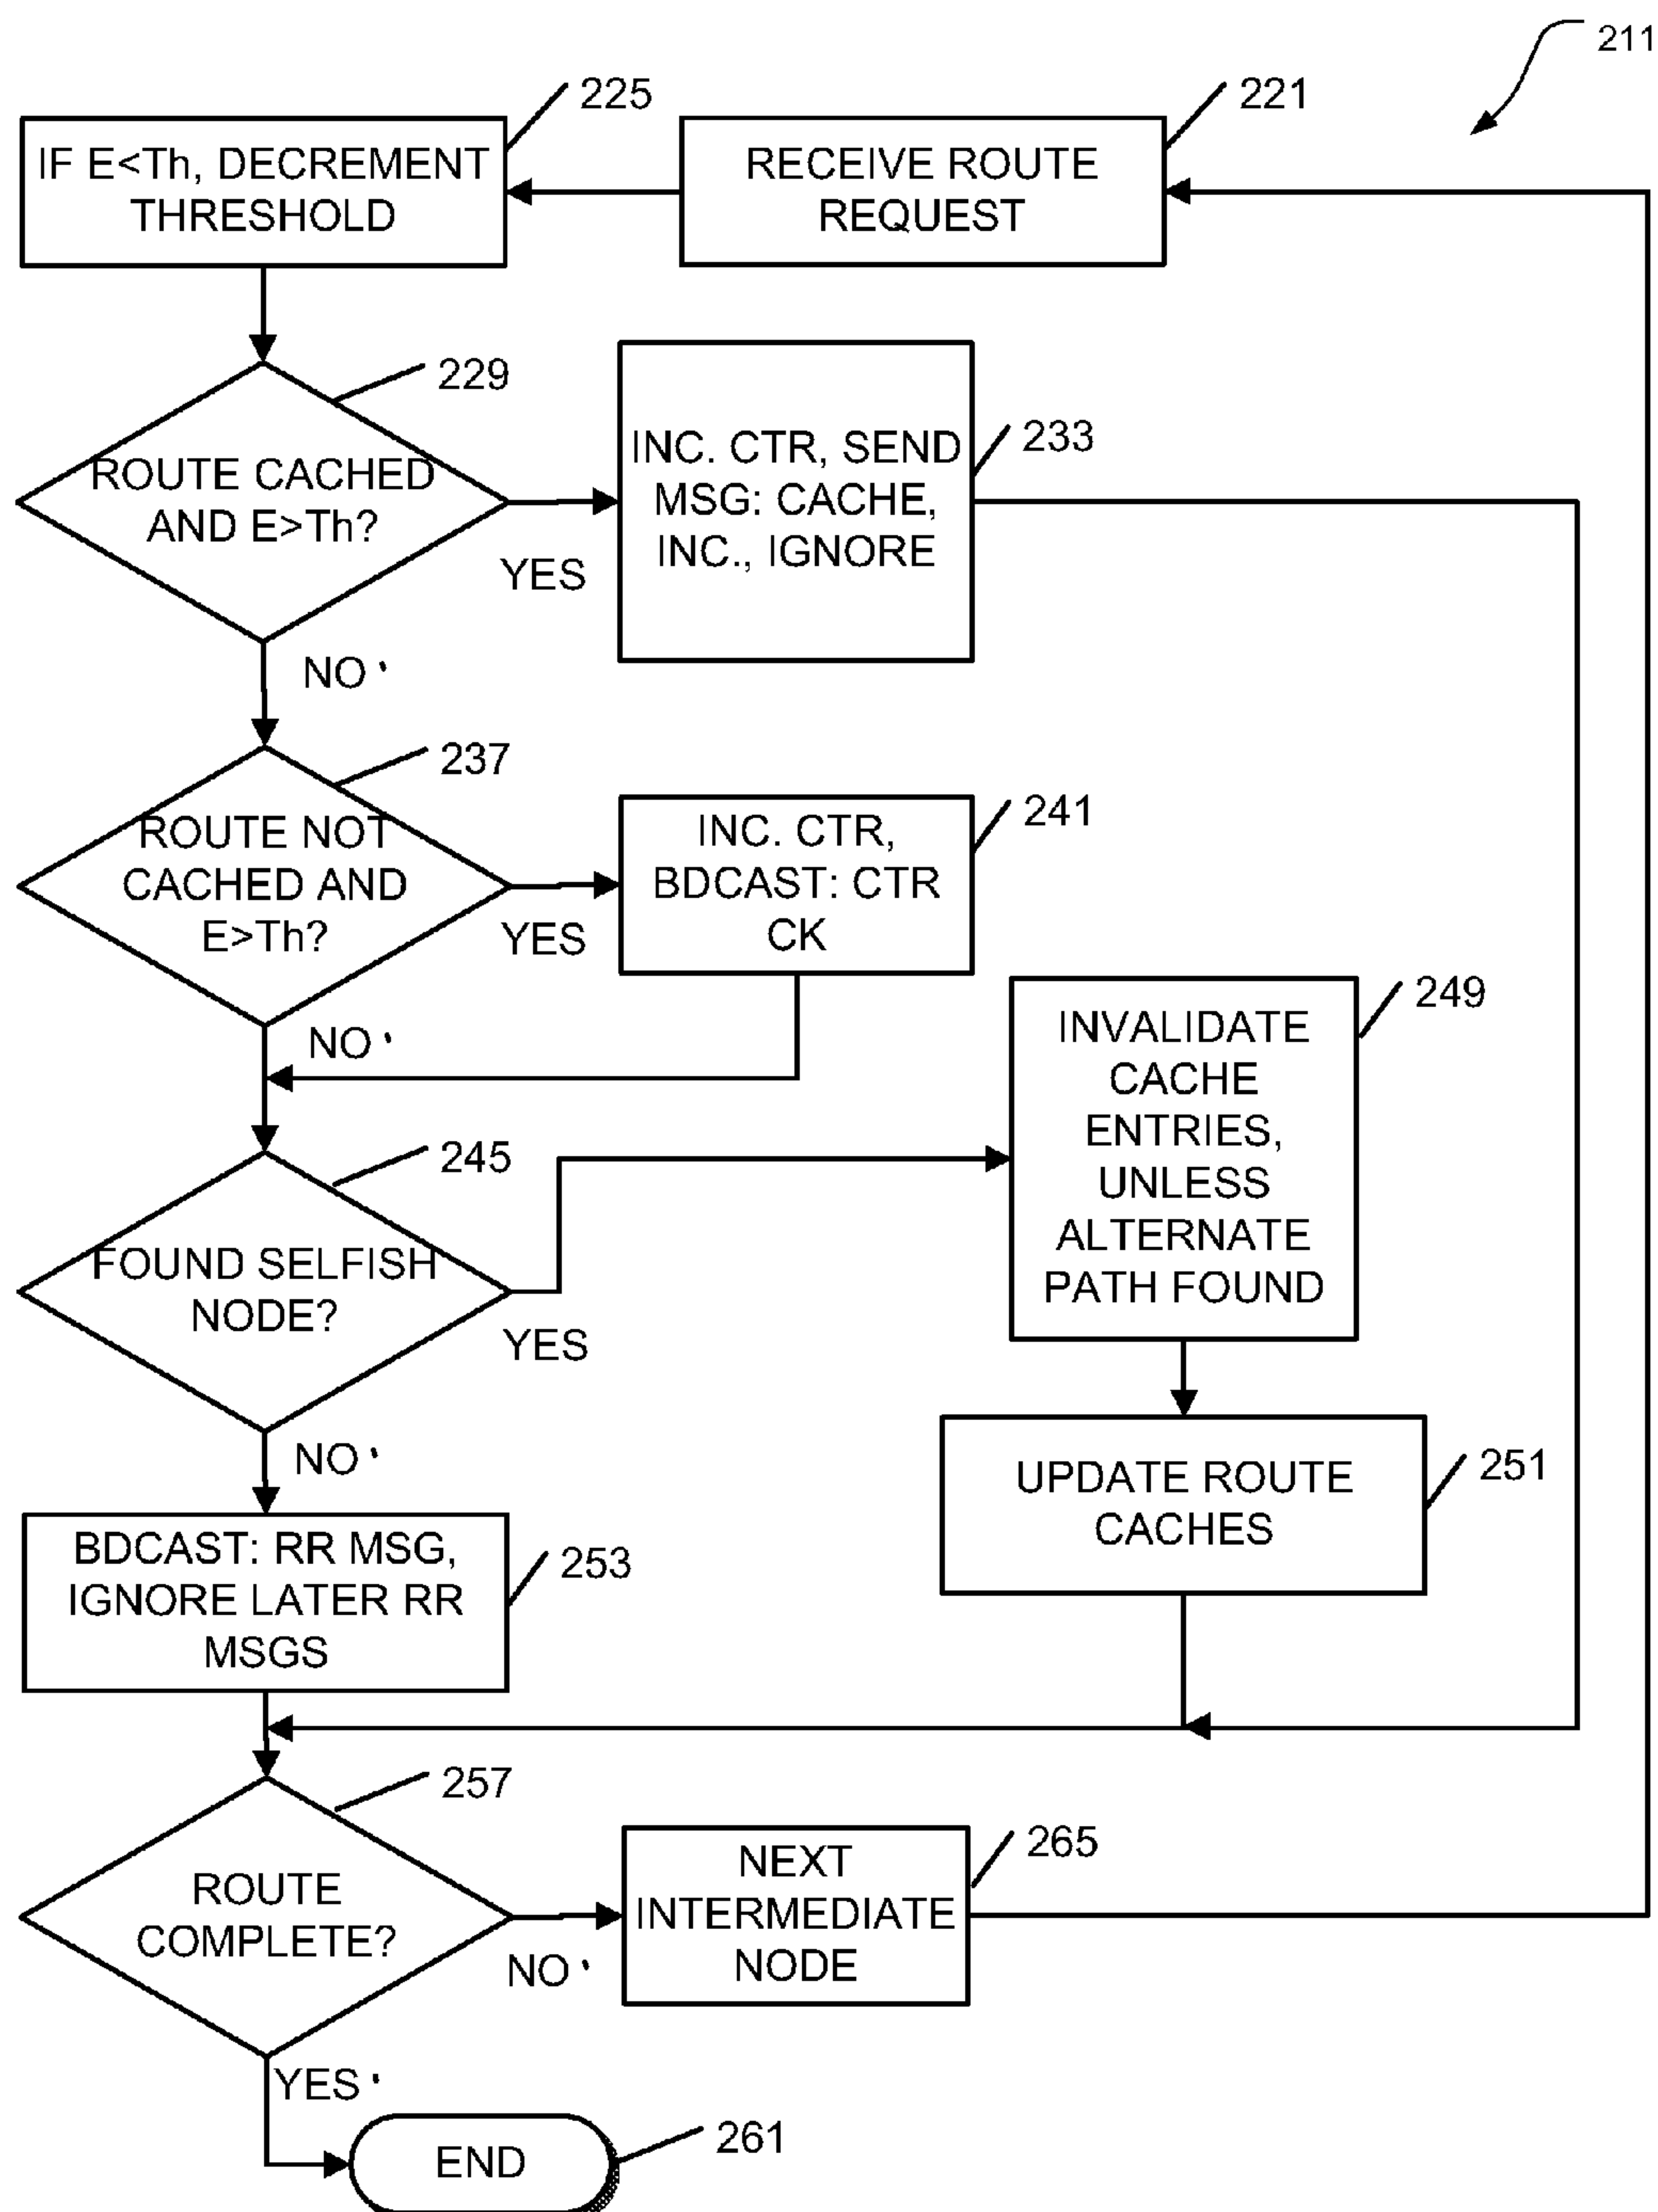 211
225
221
IF E<Th, DECREMENT
THRESHOLD
RECEIVE ROUTE
REQUEST
229
ROUTE CACHED
AND E>Th?
YES
NO
233
INC. CTR, SEND
MSG: CACHE,
INC., IGNORE
237
ROUTE NOT
CACHED AND
E>Th?
YES
NO
241
INC. CTR,
BDCAST: CTR
CK
245
FOUND SELFISH
NODE?
YES
NO
249
INVALIDATE
CACHE
ENTRIES,
UNLESS
ALTERNATE
PATH FOUND
251
UPDATE ROUTE
CACHES
253
BDCAST: RR MSG,
IGNORE LATER RR
MSGS
257
ROUTE
COMPLETE?
NO
YES
265
NEXT
INTERMEDIATE
NODE
END
261